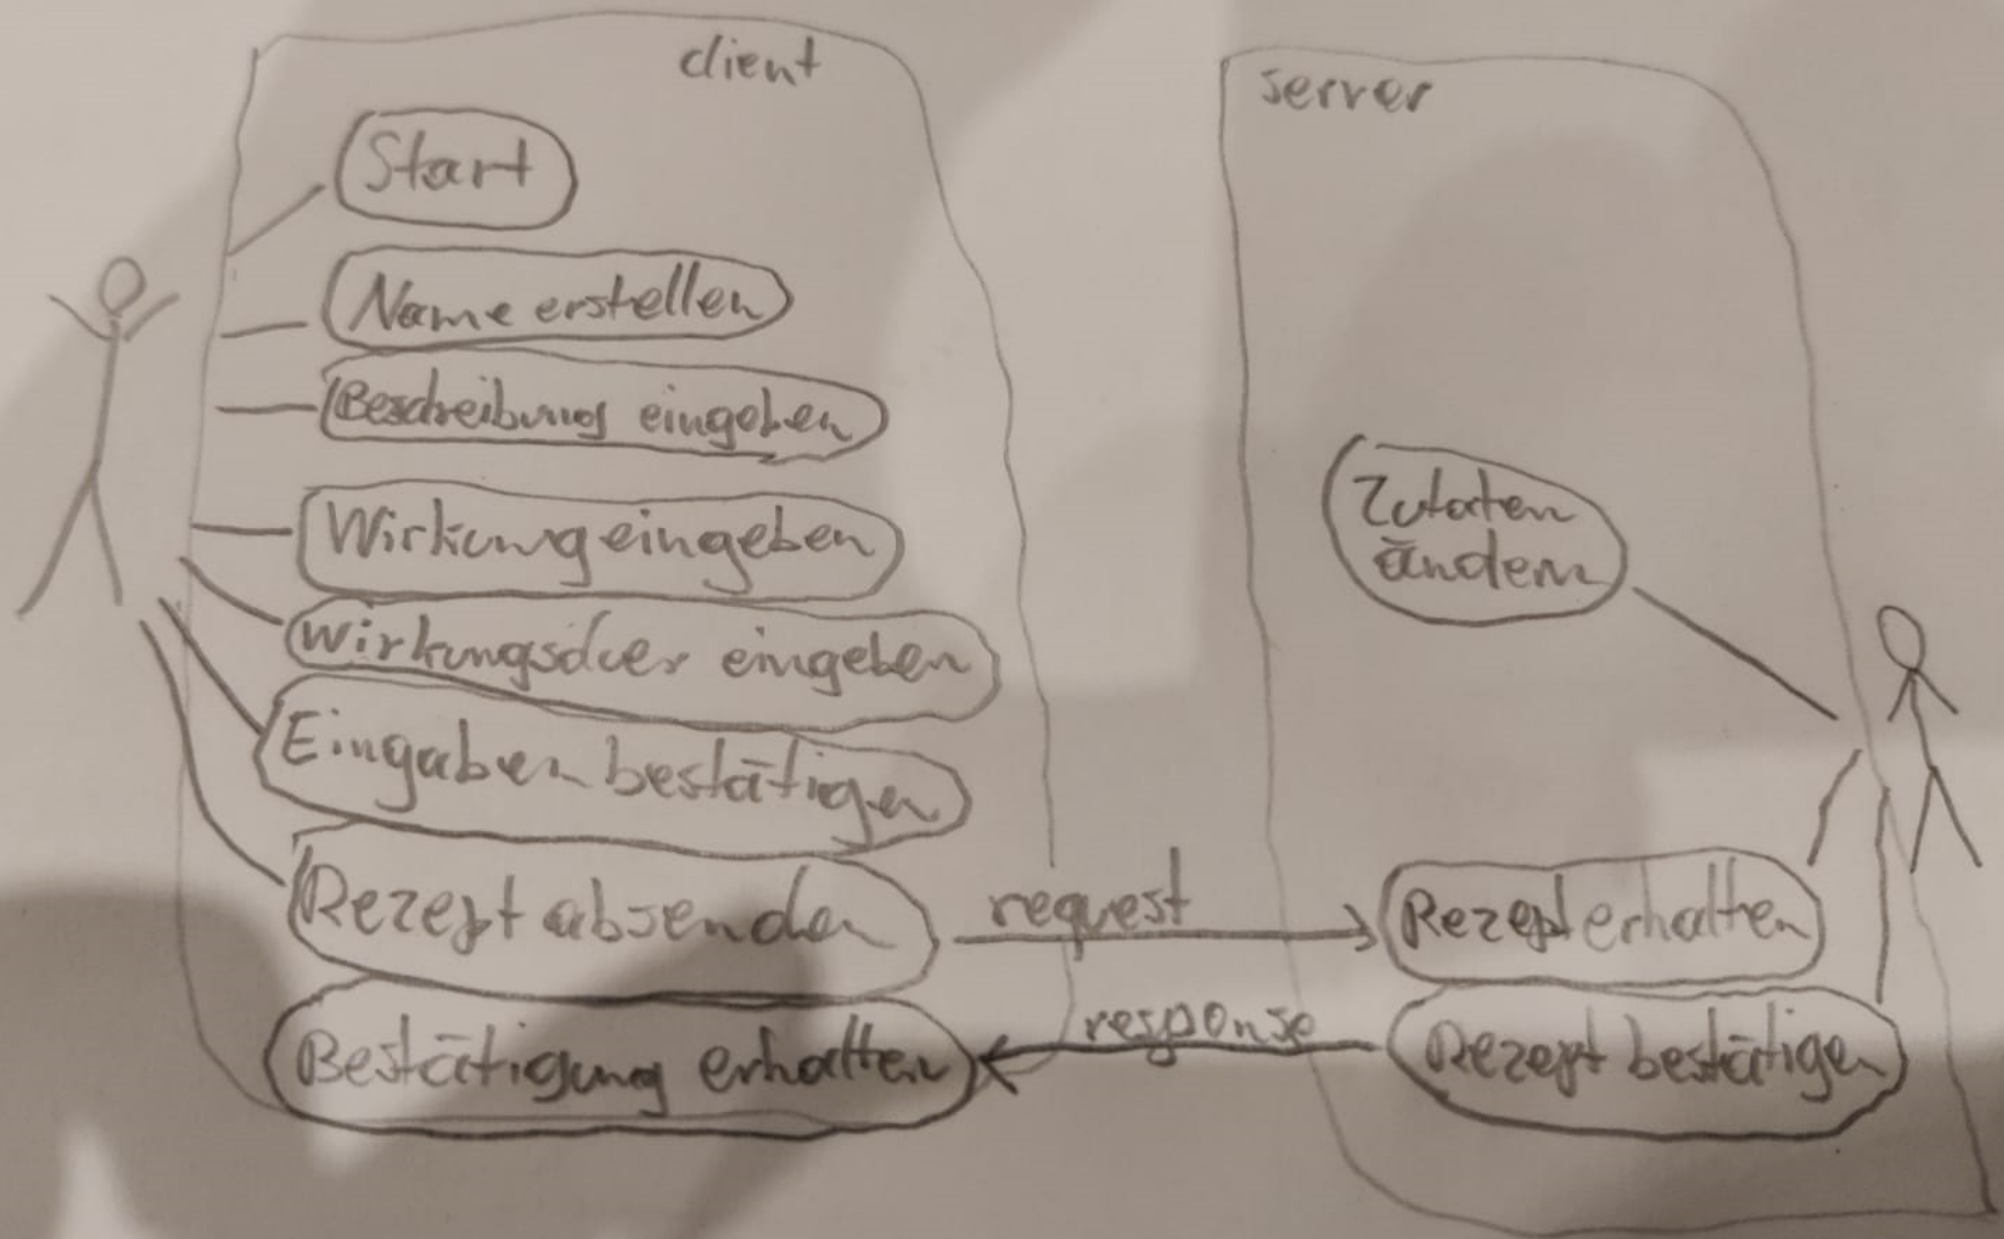 client
Start
Name erstellen
Beschreibung eingeben
Wirkung eingeben
Wirkungsduer eingeben
Eingaben bestätigen
Rezept absenden
Bestätigung erhalten
request
response
server
Zutaten
ändern
Rezept erhalten
Rezept bestätigen